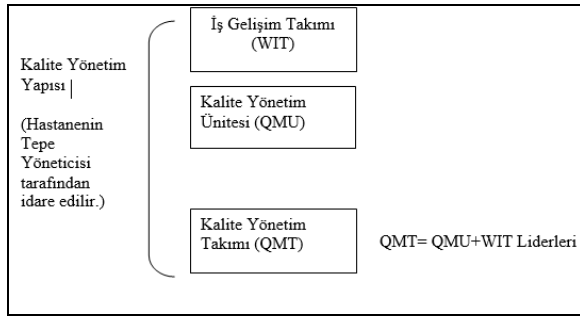 İş Gelişim Takımı
(WIT)
Kalite Yönetim
Yapısı
(Hastanenin
Tepe
Yöneticisi
tarafından
idare edilir.)
Kalite Yönetim
Ünitesi (QMU)
Kalite Yönetim
Takımı (QMT)
QMT= QMU+WIT Liderleri